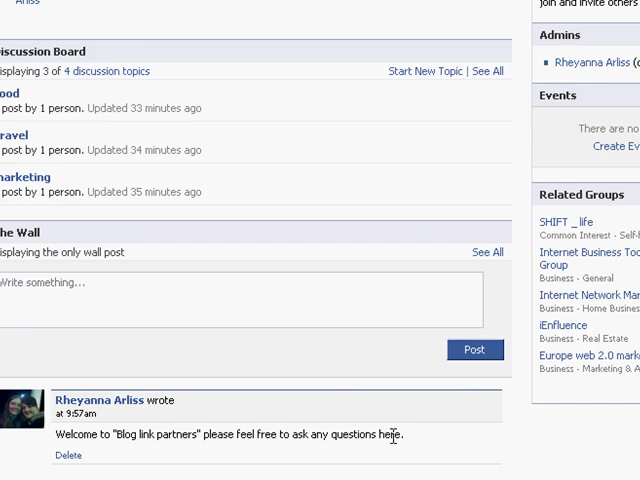 Arliss
Discussion Board
isplaying 3 of 4 discussion topics
Start New Topic | See All
ood
post by 1 person. Updated 33 minutes ago
ravel
post by 1 person. Updated 34 minutes ago
marketing
post by 1 person. Updated 35 minutes ago
he Wall
isplaying the only wall post
See All
Write something...
Post
Rheyanna Arliss wrote
at 9:57am
Welcome to "Blog link partners" please feel free to ask any questions here.
Delete
join and invite others
Admins
Rheyanna Arliss (c
Events
There are no
Create Ev
Related Groups
SHIFT _ life
Common Interest - Self-H
Internet Business Too
Group
Business - General
Internet Network Mar
Business - Home Busines
iEnfluence
Business - Real Estate
Europe web 2.0 mark
Business - Marketing & A